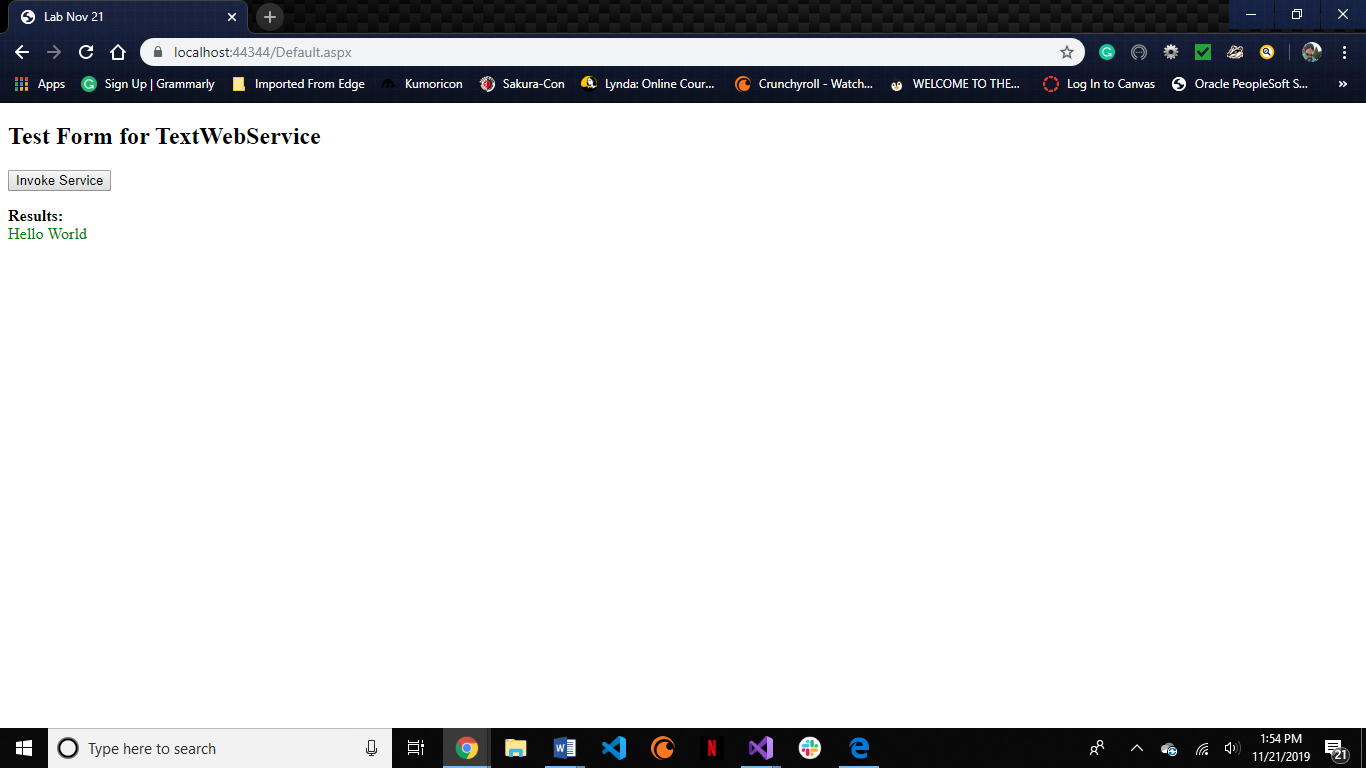 Lab Nov 21
localhost:44344/Default.aspx
Apps
Sign Up | Grammarly
Imported From Edge
Kumoricon
Sakura-Con
Lynda: Online Cour...
Crunchyroll - Watch...
WELCOME TO THE...
Log In to Canvas
Oracle PeopleSoft S...
»
Test Form for TextWebService
Invoke Service
Results:
Hello World
Type here to search
1:54 PM
11/21/2019
21